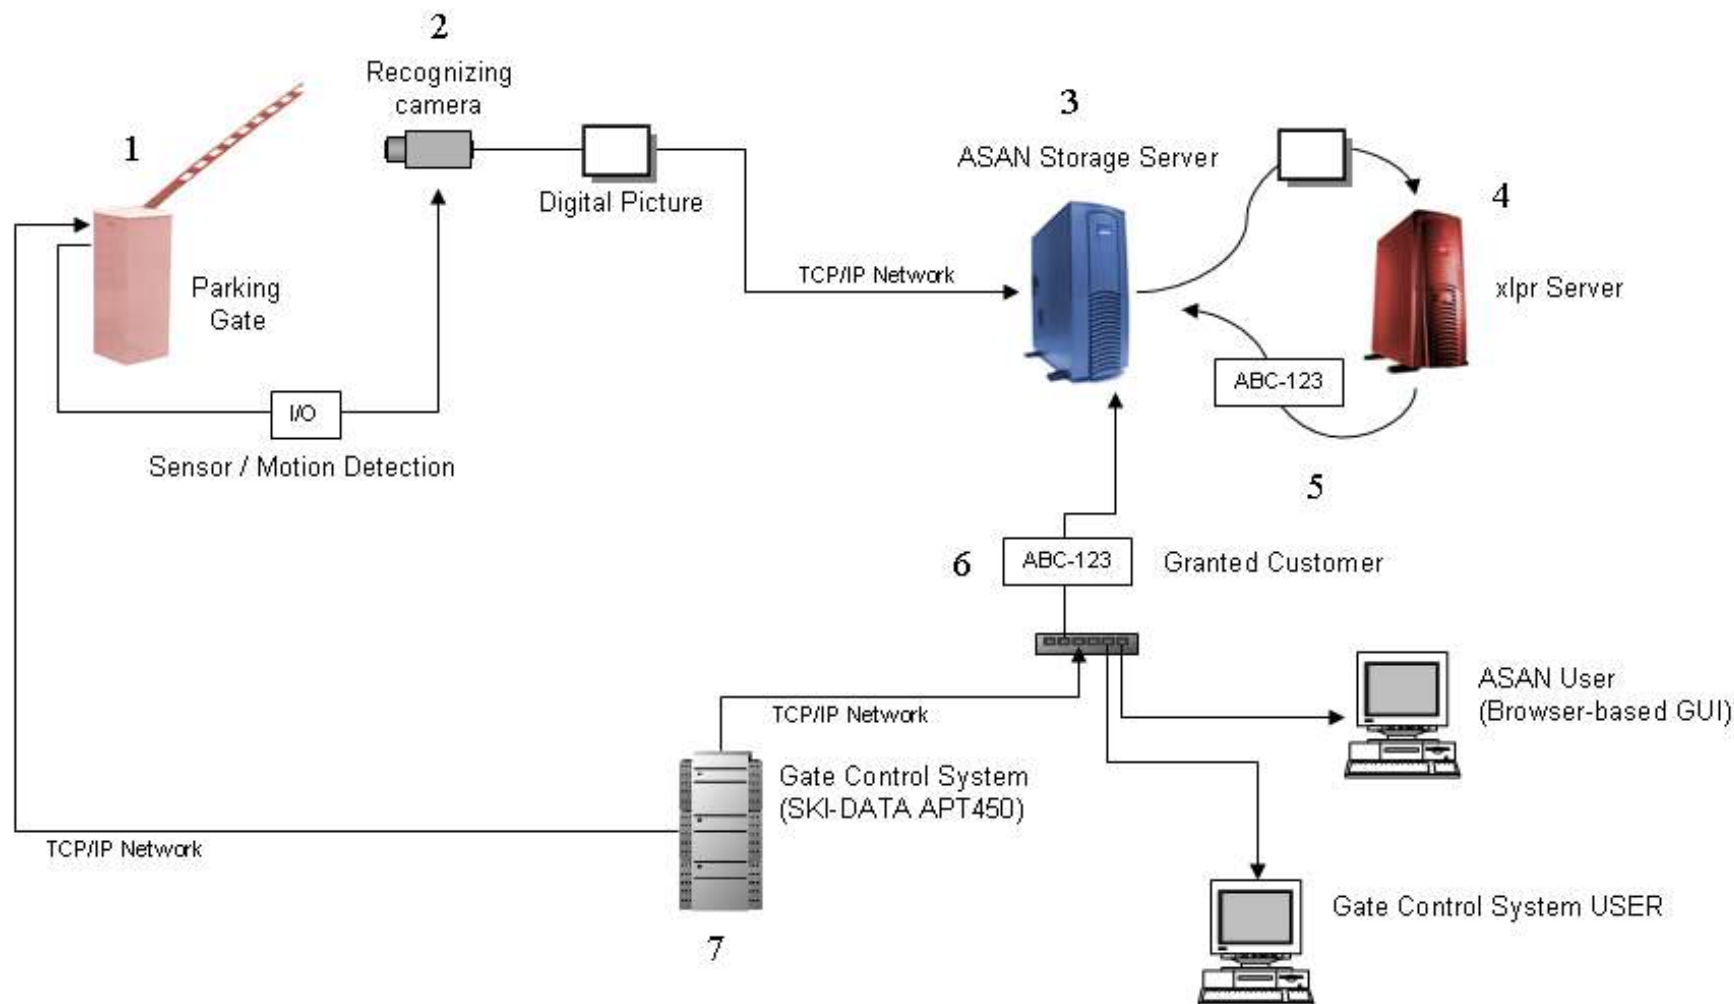 2
Recognizing
camera
1
3
ASAN Storage Server
4
Digital Picture
TCP/IP Network
Parking
Gate
xlpr Server
ABC-123
I/O
Sensor / Motion Detection
5
6
ABC-123
Granted Customer
ASAN User
(Browser-based GUI)
TCP/IP Network
Gate Control System
(SKI-DATA APT450)
TCP/IP Network
Gate Control System USER
7